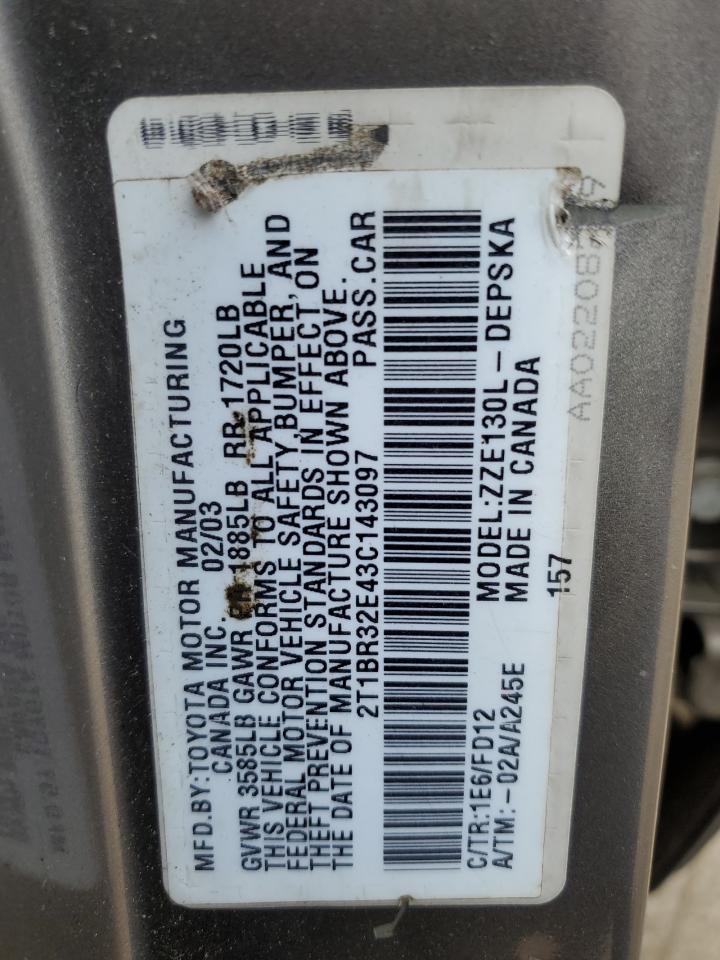 MFD.BY:TOYOTA MOTOR MANUFACTURING
CANADA INC. 02/03
GVWR 3585LB GAWR 1885LB RR 1720LB
THIS VEHICLE CONFORMS TO ALL APPLICABLE
FEDERAL MOTOR VEHICLE SAFETY, BUMPER, AND
THEFT PREVENTION STANDARDS IN EFFECT ON
THE DATE OF MANUFACTURE SHOWN ABOVE.
2T1BR32E43C143097 PASS.CAR
C/TR:1E6/FD12 MODEL:ZZE130L-DEPSKA
A/TM:-02A/A245E MADE IN CANADA
157